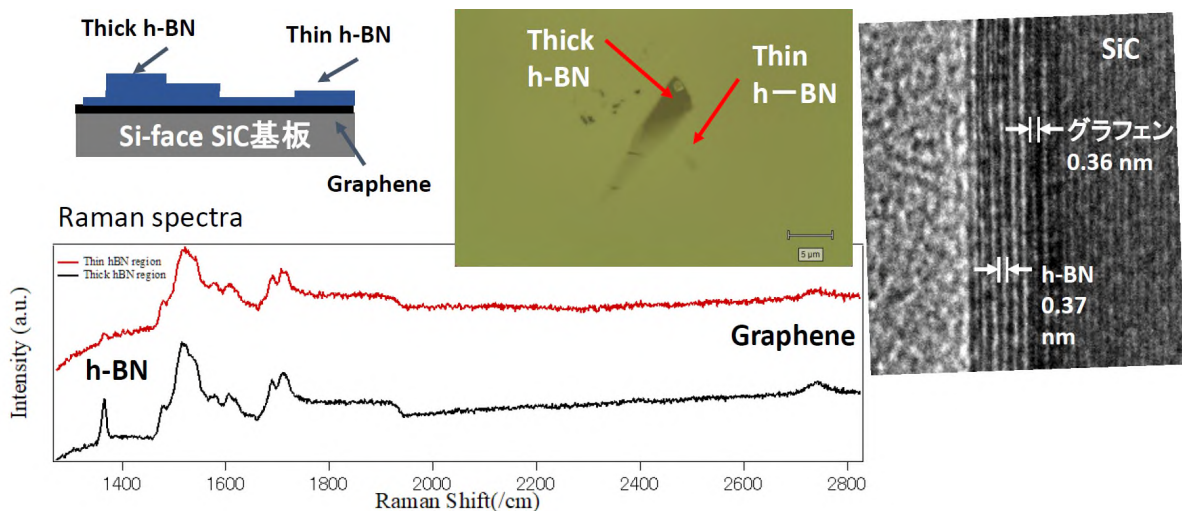 Thick h-BN
Thin h-BN
Si-face SiC基板
Graphene
Thick
h-BN
Thin
h－BN
5 µm
SiC
グラフェン
0.36 nm
h-BN
0.37
nm
Raman spectra
Thin hBN region
Thick hBN region
h-BN
Graphene
Intensity (a.u.)
1400
1600
1800
2000
2200
2400
2600
2800
Raman Shift(/cm)